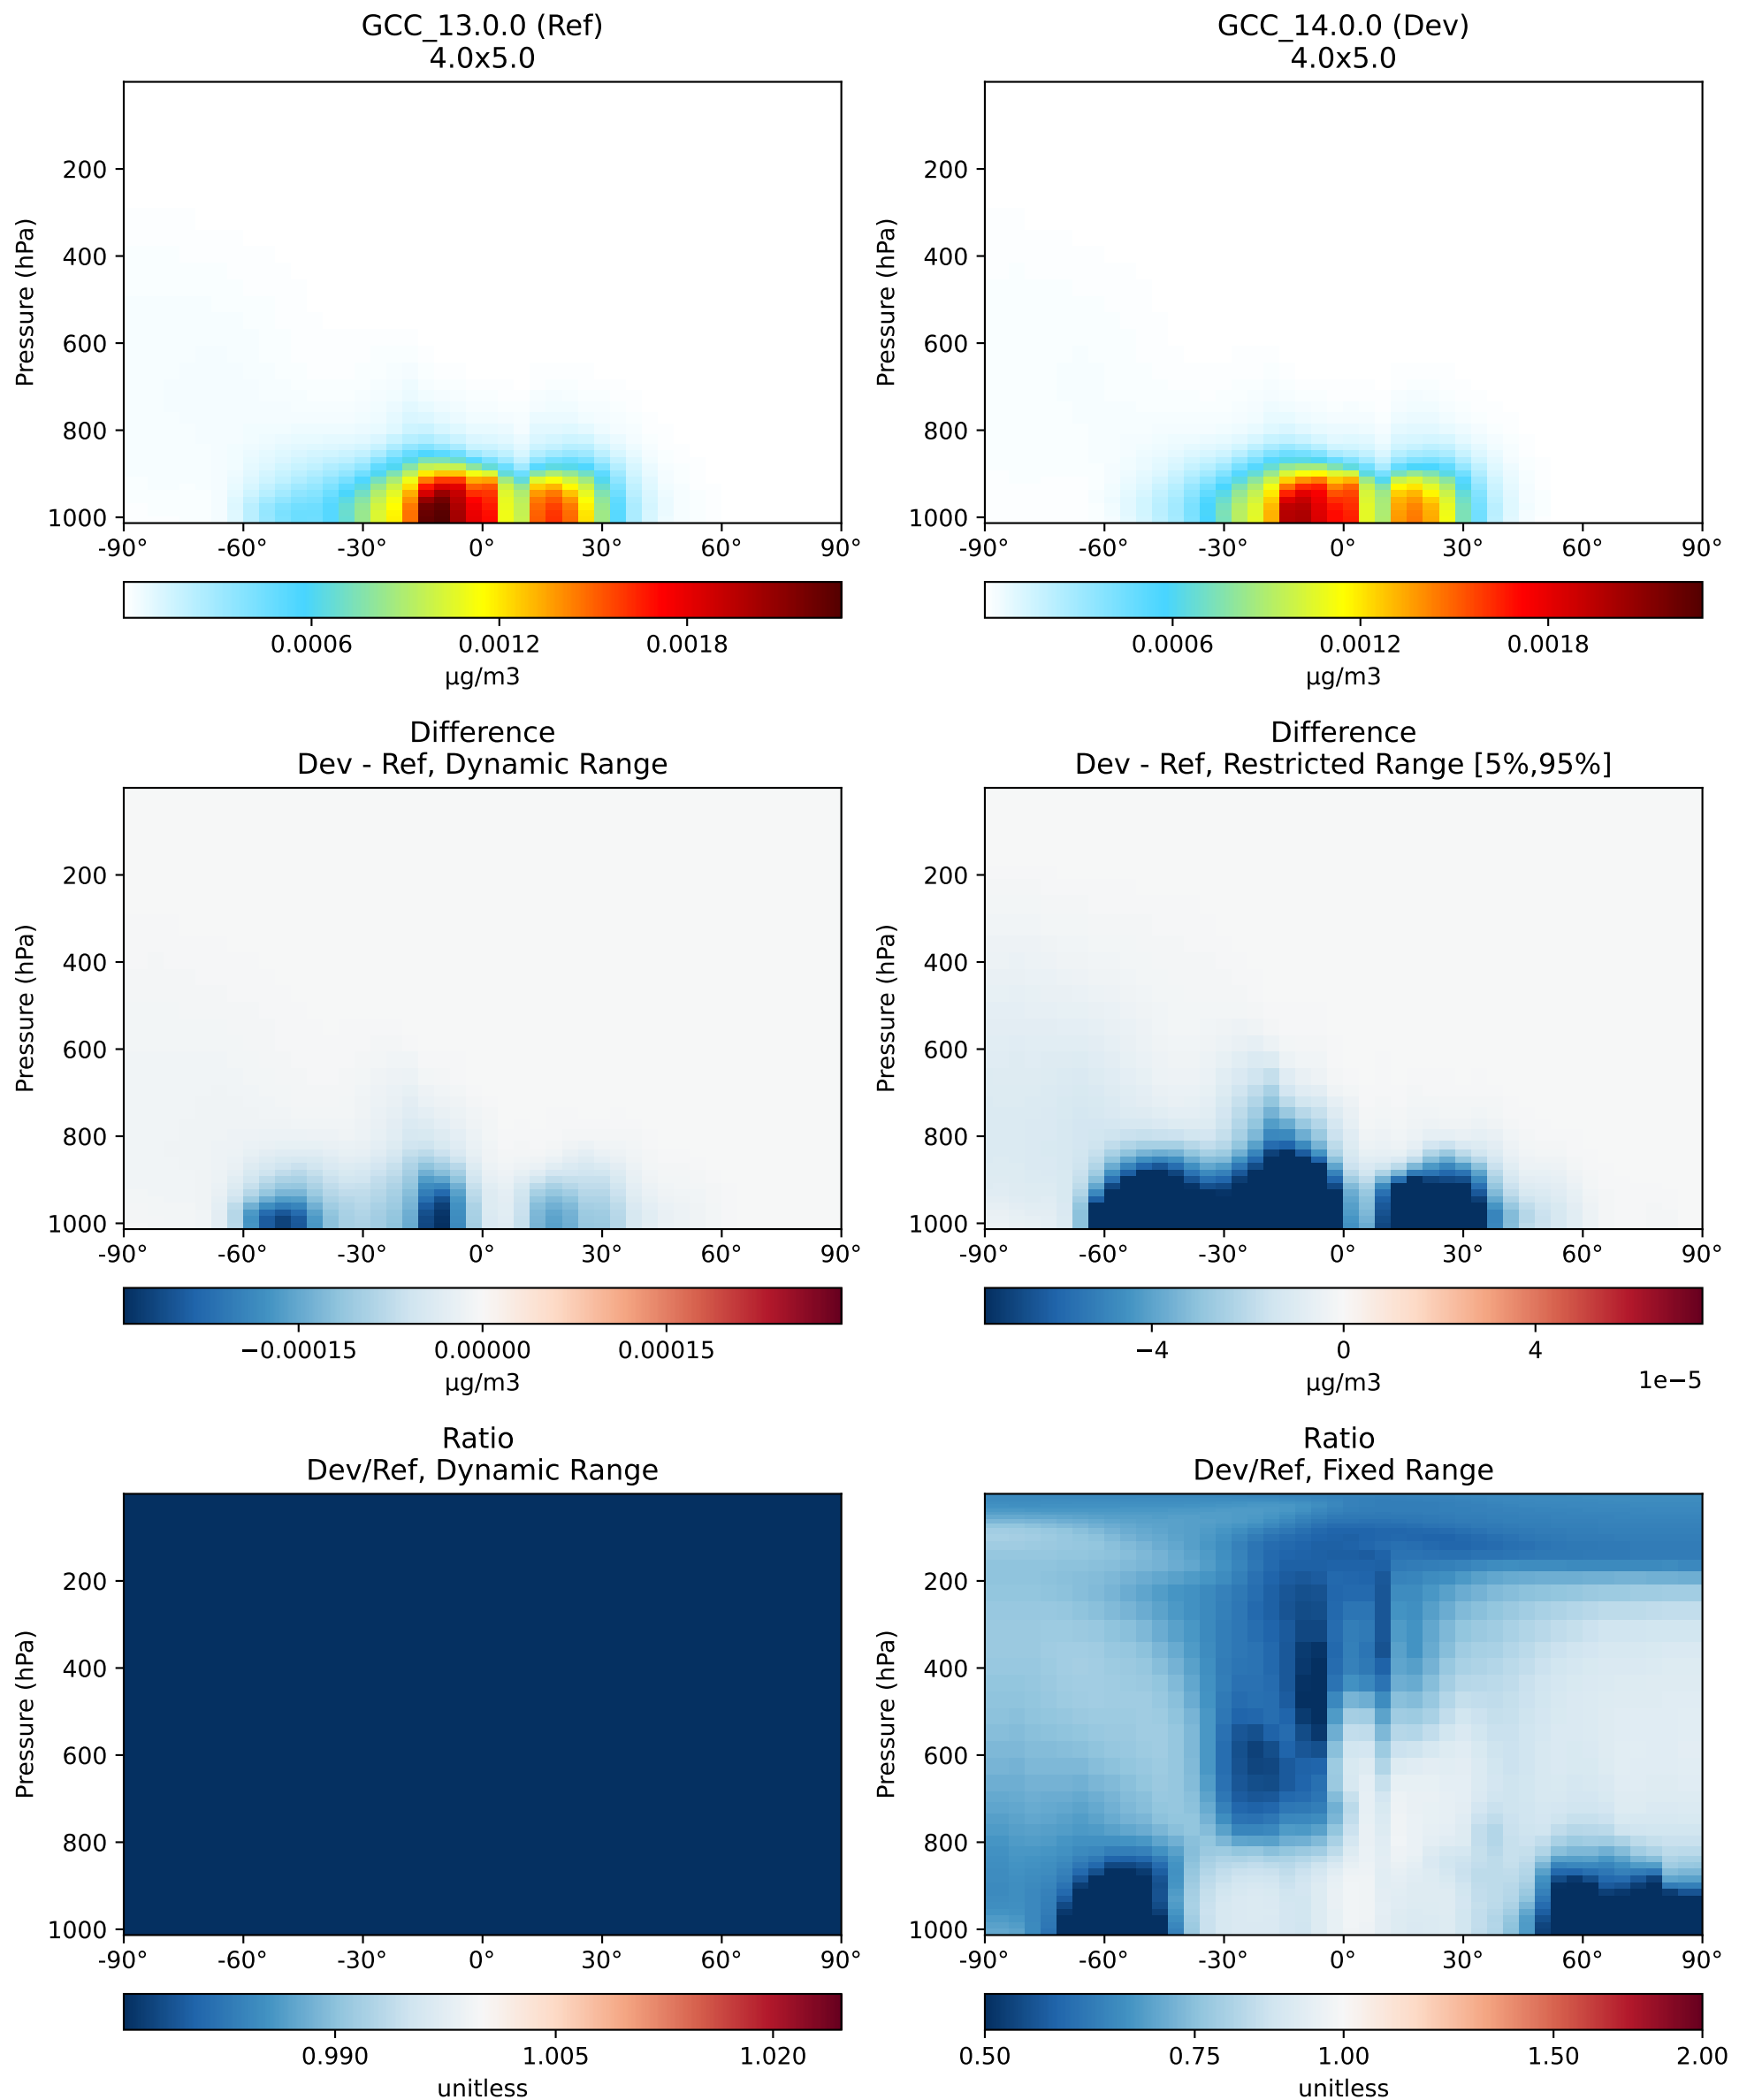 GCC_13.0.0 (Ref)
4.0x5.0
Pressure (hPa)
200
400
600
800
1000
-90° -60° -30° 0° 30° 60° 90°
0.0006 0.0012 0.0018
µg/m3
GCC_14.0.0 (Dev)
4.0x5.0
Pressure (hPa)
200
400
600
800
1000
-90° -60° -30° 0° 30° 60° 90°
0.0006 0.0012 0.0018
µg/m3
Difference
Dev - Ref, Dynamic Range
Pressure (hPa)
200
400
600
800
1000
-90° -60° -30° 0° 30° 60° 90°
−0.00015 0.00000 0.00015
µg/m3
Difference
Dev - Ref, Restricted Range [5%,95%]
Pressure (hPa)
200
400
600
800
1000
-90° -60° -30° 0° 30° 60° 90°
−4 0 4
µg/m3 1e−5
Ratio
Dev/Ref, Dynamic Range
Pressure (hPa)
200
400
600
800
1000
-90° -60° -30° 0° 30° 60° 90°
0.990 1.005 1.020
unitless
Ratio
Dev/Ref, Fixed Range
Pressure (hPa)
200
400
600
800
1000
-90° -60° -30° 0° 30° 60° 90°
0.50 0.75 1.00 1.50 2.00
unitless